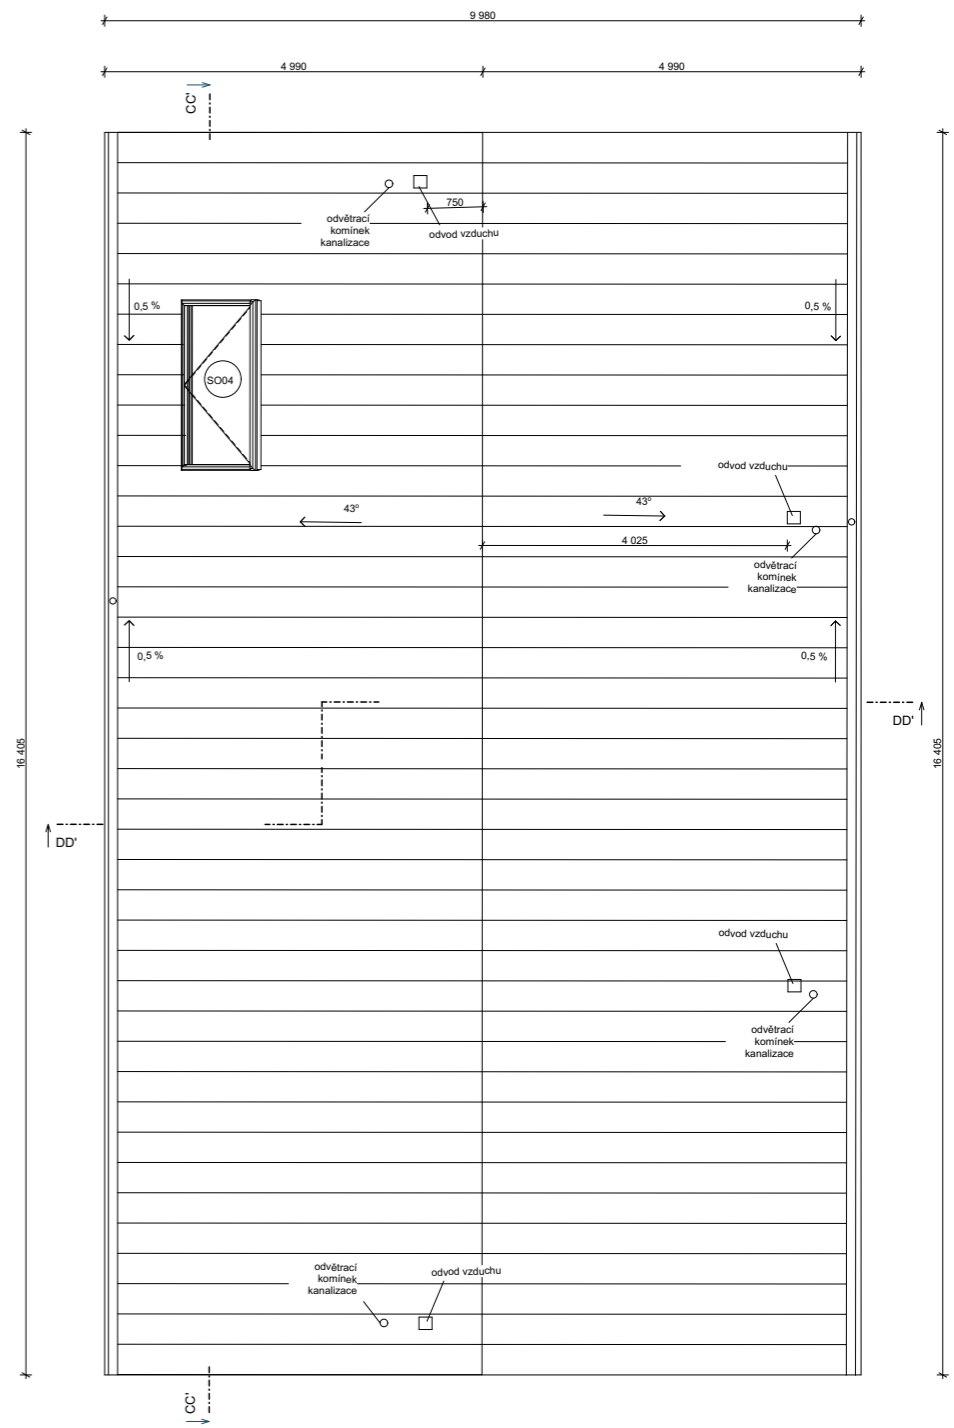 9 980
4 990
4 990
CC'
750
odvětrací
komínek
kanalizace
odvod vzduchu
0,5 %
0,5 %
SO04
odvod vzduchu
43°
43°
4 025
odvětrací
komínek
kanalizace
0,5 %
0,5 %
DD'
16 405
16 405
DD'
odvod vzduchu
odvětrací
komínek
kanalizace
odvětrací
komínek
kanalizace
odvod vzduchu
CC'